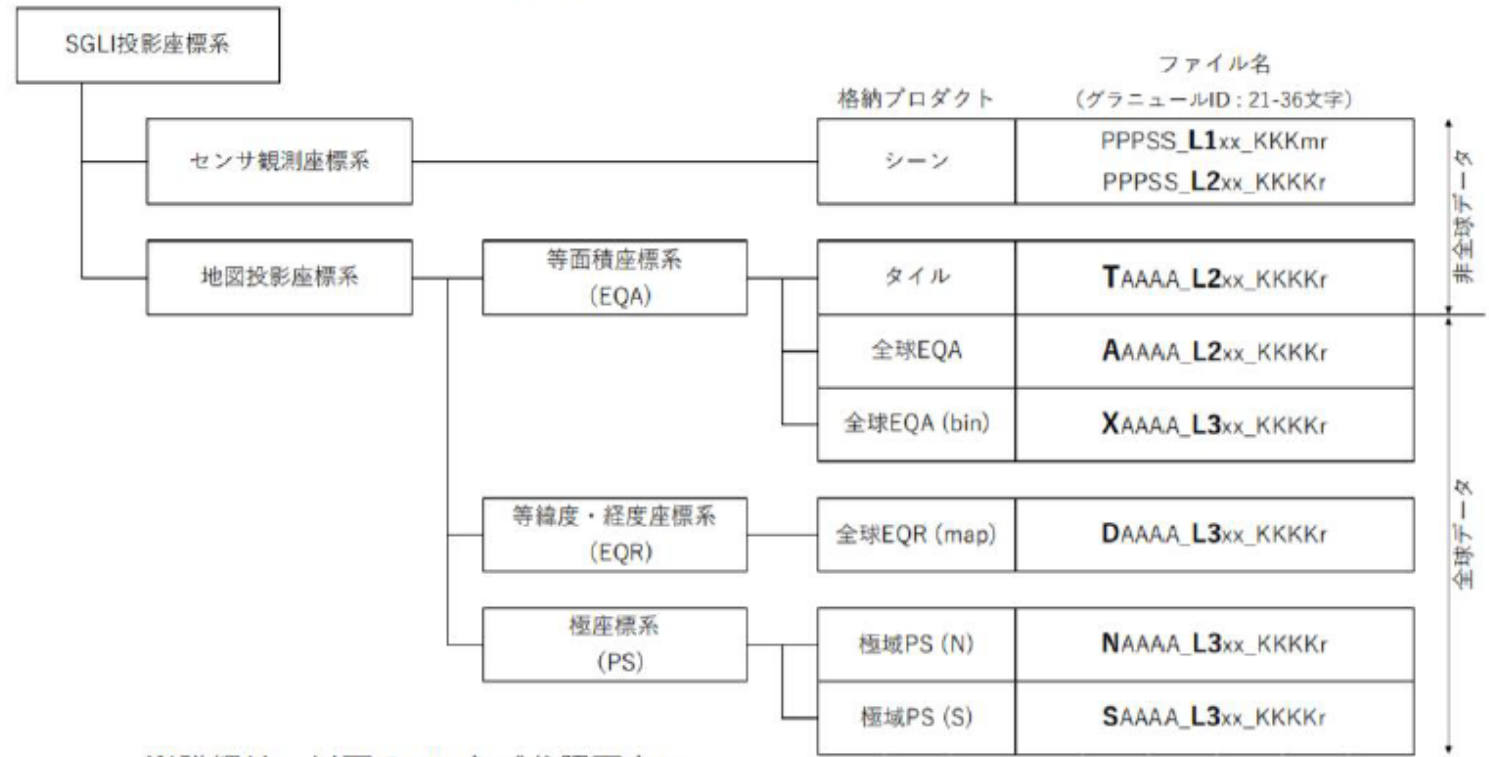 SGLI投影座標系
ファイル名
格納プロダクト
(グラニュールID : 21-36文字)
センサ観測座標系
シーン
PPPSS_L1xx_KKKmr
PPPSS_L2xx_KKKKr
非全球データ
地図投影座標系
等面積座標系
(EQA)
タイル
TAAAA_L2xx_KKKKr
全球EQA
AAAAA_L2xx_KKKKr
全球EQA (bin)
XAAAA_L3xx_KKKKr
等緯度・経度座標系
(EQR)
全球EQR (map)
DAAAA_L3xx_KKKKr
全球データ
極座標系
(PS)
極域PS (N)
NAAAA_L3xx_KKKKr
極域PS (S)
SAAAA_L3xx_KKKKr